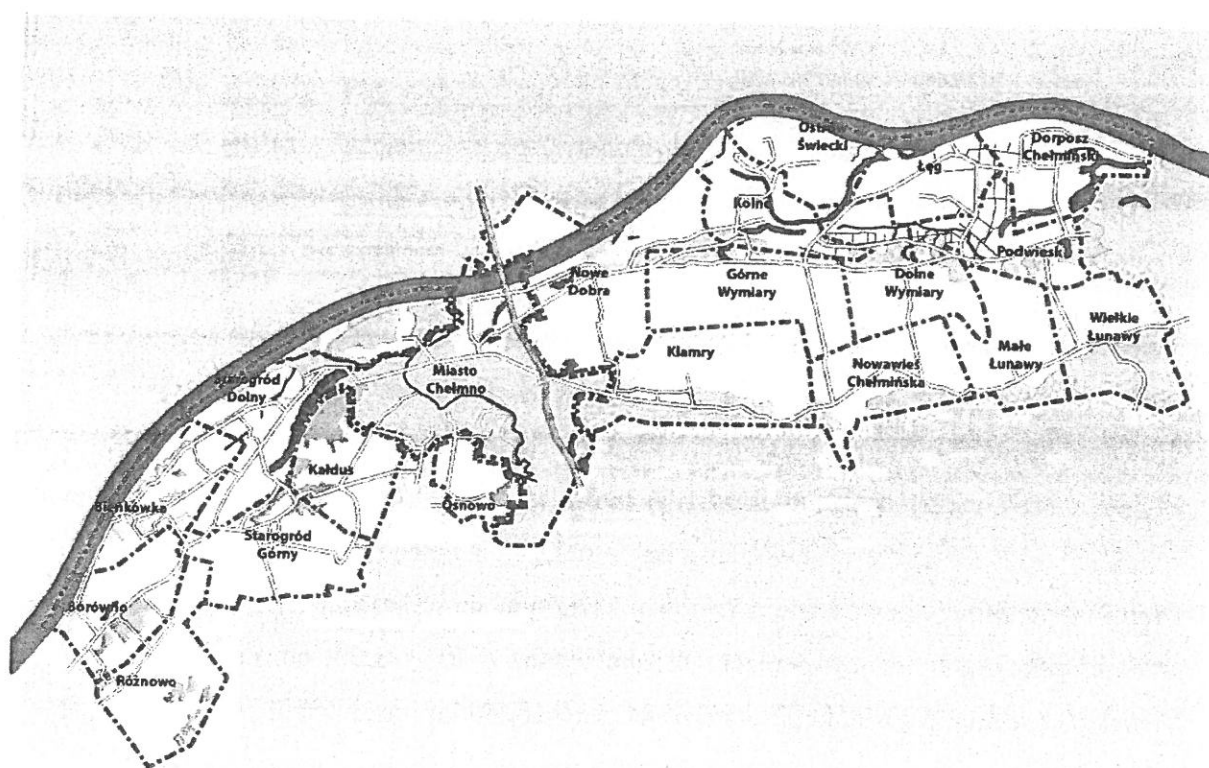 Ostrów
Świecki
Dorposz
Chełmiński
Łęg
Kolno
Podwiesk
Nowe
Dobra
Górne
Wymiary
Dolne
Wymiary
Wielkie
Łunawy
Klamry
Małe
Łunawy
Nowawieś
Chełmińska
Miasto
Chełmno
Starogród
Dolny
Kałdus
Osnowo
Bieńkówka
Starogród
Górny
Borówno
Różnowo